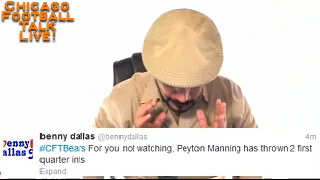 CHICAGO
FOOTBALL
TALK
LIVE!
benny dallas @bennydallas 4m
#CFTBears For you not watching, Peyton Manning has thrown 2 first
quarter ints
Expand
benny
dallas